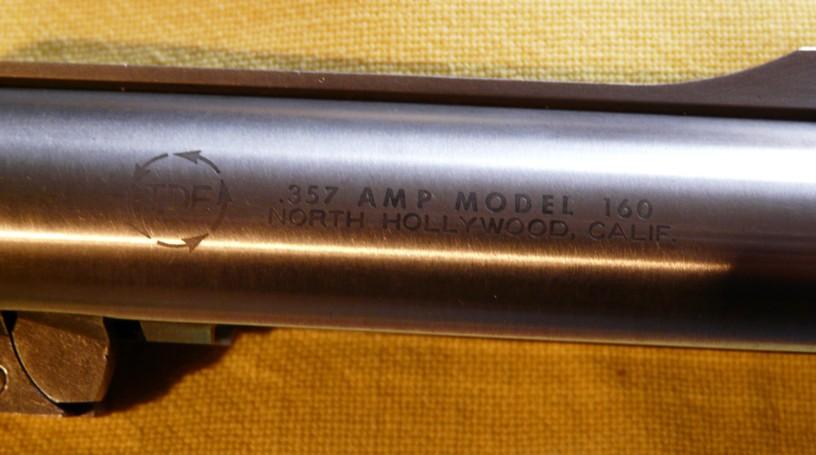 TDE
.357 AMP MODEL 160
NORTH HOLLYWOOD, CALIF.